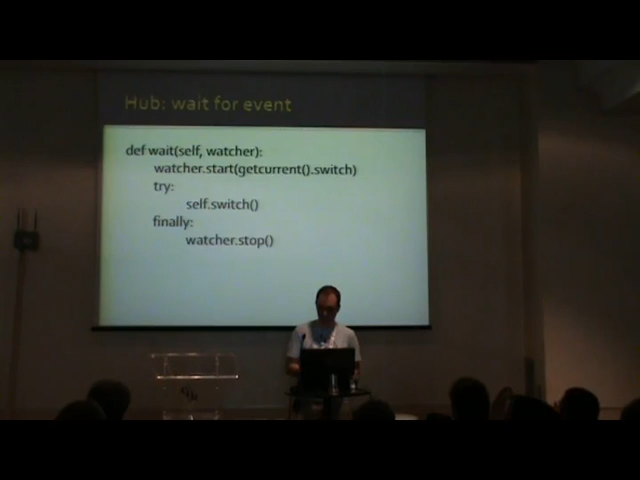 Hub: wait for event
def wait(self, watcher):
watcher.start(getcurrent().switch)
try:
self.switch()
finally:
watcher.stop()